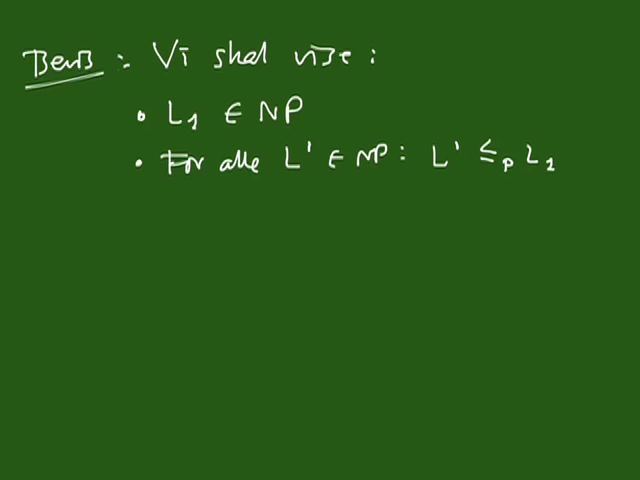 Bevis : Vi skal vise :
• L₁ ∈ NP
• For alle L' ∈ NP : L' ≤ₚ L₁